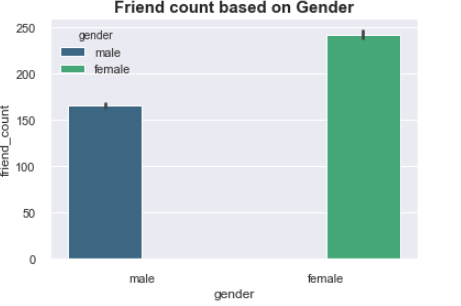 Friend count based on Gender
250
200
150
100
50
0
friend_count
gender
male
female
male female
gender